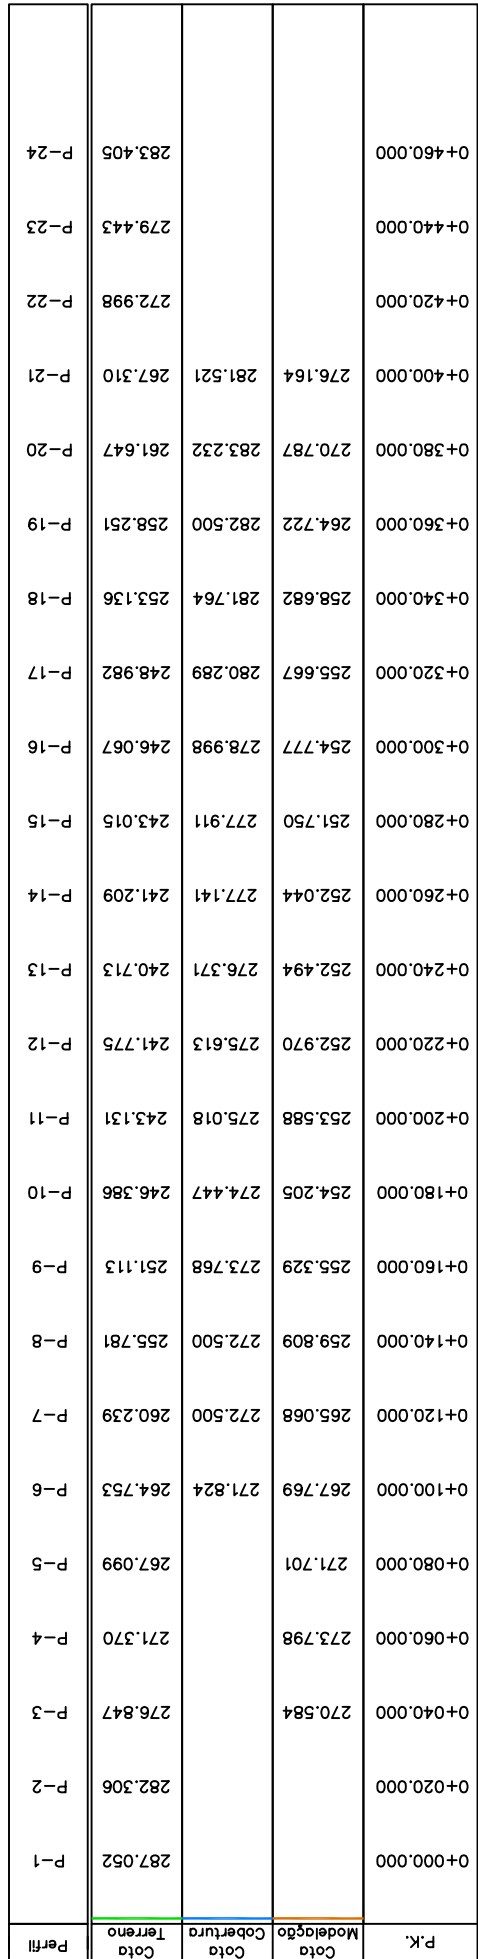 P.K. Cota Modelação Cota Cobertura Cota Terreno Perfil
0+000.000 287.052 P-1
0+020.000 282.306 P-2
0+040.000 270.584 276.847 P-3
0+060.000 273.798 271.370 P-4
0+080.000 271.701 267.099 P-5
0+100.000 267.769 271.824 264.753 P-6
0+120.000 265.068 272.500 260.239 P-7
0+140.000 259.809 272.500 255.781 P-8
0+160.000 255.329 273.768 251.113 P-9
0+180.000 254.205 274.447 246.386 P-10
0+200.000 253.588 275.018 243.131 P-11
0+220.000 252.970 275.613 241.775 P-12
0+240.000 252.494 276.371 240.713 P-13
0+260.000 252.044 277.141 241.209 P-14
0+280.000 251.750 277.911 243.015 P-15
0+300.000 254.777 278.998 246.067 P-16
0+320.000 255.667 280.289 248.982 P-17
0+340.000 258.682 281.764 253.136 P-18
0+360.000 264.722 282.500 258.251 P-19
0+380.000 270.787 283.232 261.647 P-20
0+400.000 276.164 281.521 267.310 P-21
0+420.000 272.998 P-22
0+440.000 279.443 P-23
0+460.000 283.405 P-24